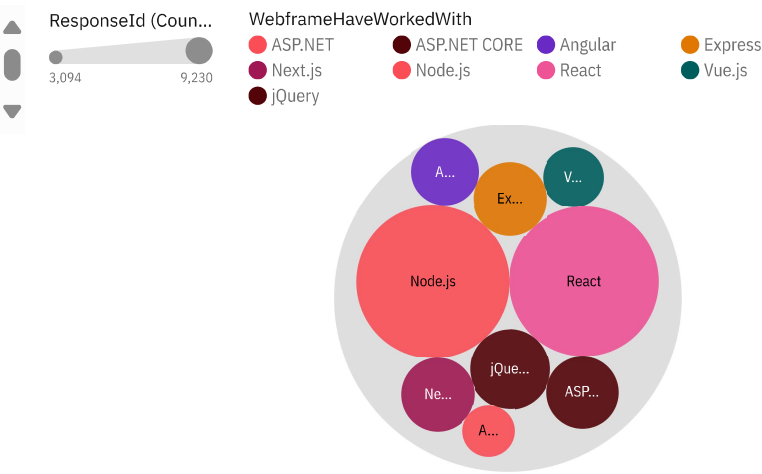 ResponseId (Coun...
3,094 9,230
WebframeHaveWorkedWith
ASP.NET ASP.NET CORE Angular Express
Next.js Node.js React Vue.js
jQuery
A...
Ex...
V...
Node.js
React
jQue...
Ne...
ASP...
A...